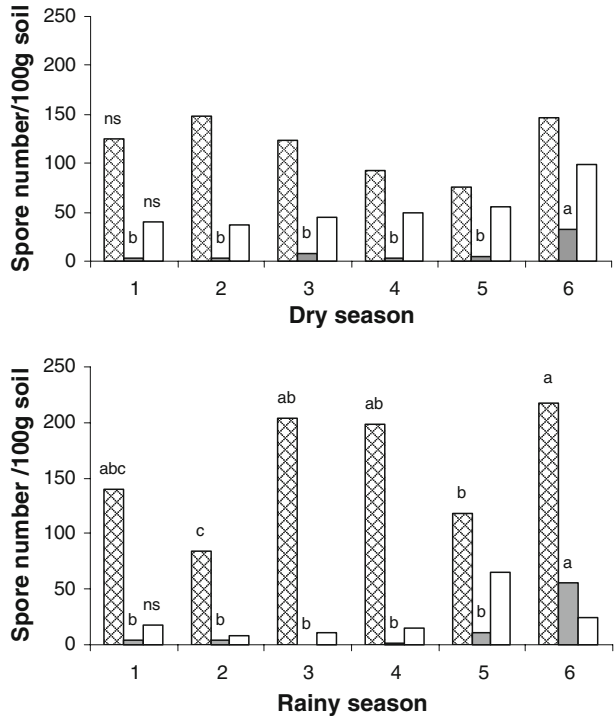 Spore number/100g soil
250
200
150
100
50
0
ns
b
ns
b
b
b
b
a
1 2 3 4 5 6
Dry season
Spore number /100g soil
250
200
150
100
50
0
abc
b
ns
c
b
ab
b
ab
b
b
b
a
a
1 2 3 4 5 6
Rainy season